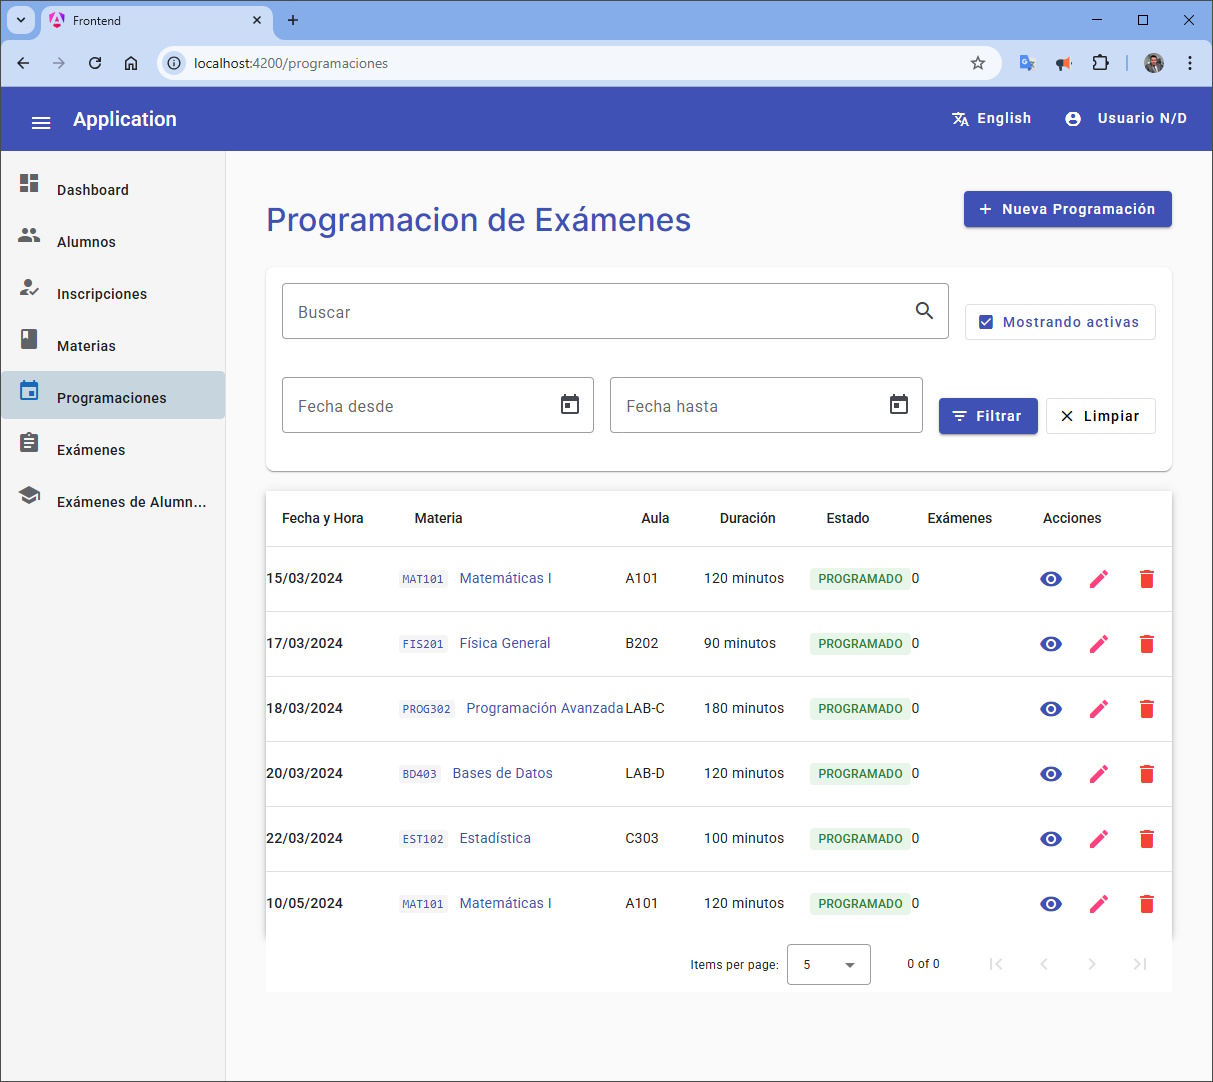 Frontend
localhost:4200/programaciones
Application
English
Usuario N/D
Dashboard
Alumnos
Inscripciones
Materias
Programaciones
Exámenes
Exámenes de Alumn...
Programacion de Exámenes
+ Nueva Programación
Buscar
Mostrando activas
Fecha desde
Fecha hasta
Filtrar
Limpiar
Fecha y Hora Materia Aula Duración Estado Exámenes Acciones
15/03/2024 MAT101 Matemáticas I A101 120 minutos PROGRAMADO 0
17/03/2024 FIS201 Física General B202 90 minutos PROGRAMADO 0
18/03/2024 PROG302 Programación Avanzada LAB-C 180 minutos PROGRAMADO 0
20/03/2024 BD403 Bases de Datos LAB-D 120 minutos PROGRAMADO 0
22/03/2024 EST102 Estadística C303 100 minutos PROGRAMADO 0
10/05/2024 MAT101 Matemáticas I A101 120 minutos PROGRAMADO 0
Items per page: 5 0 of 0